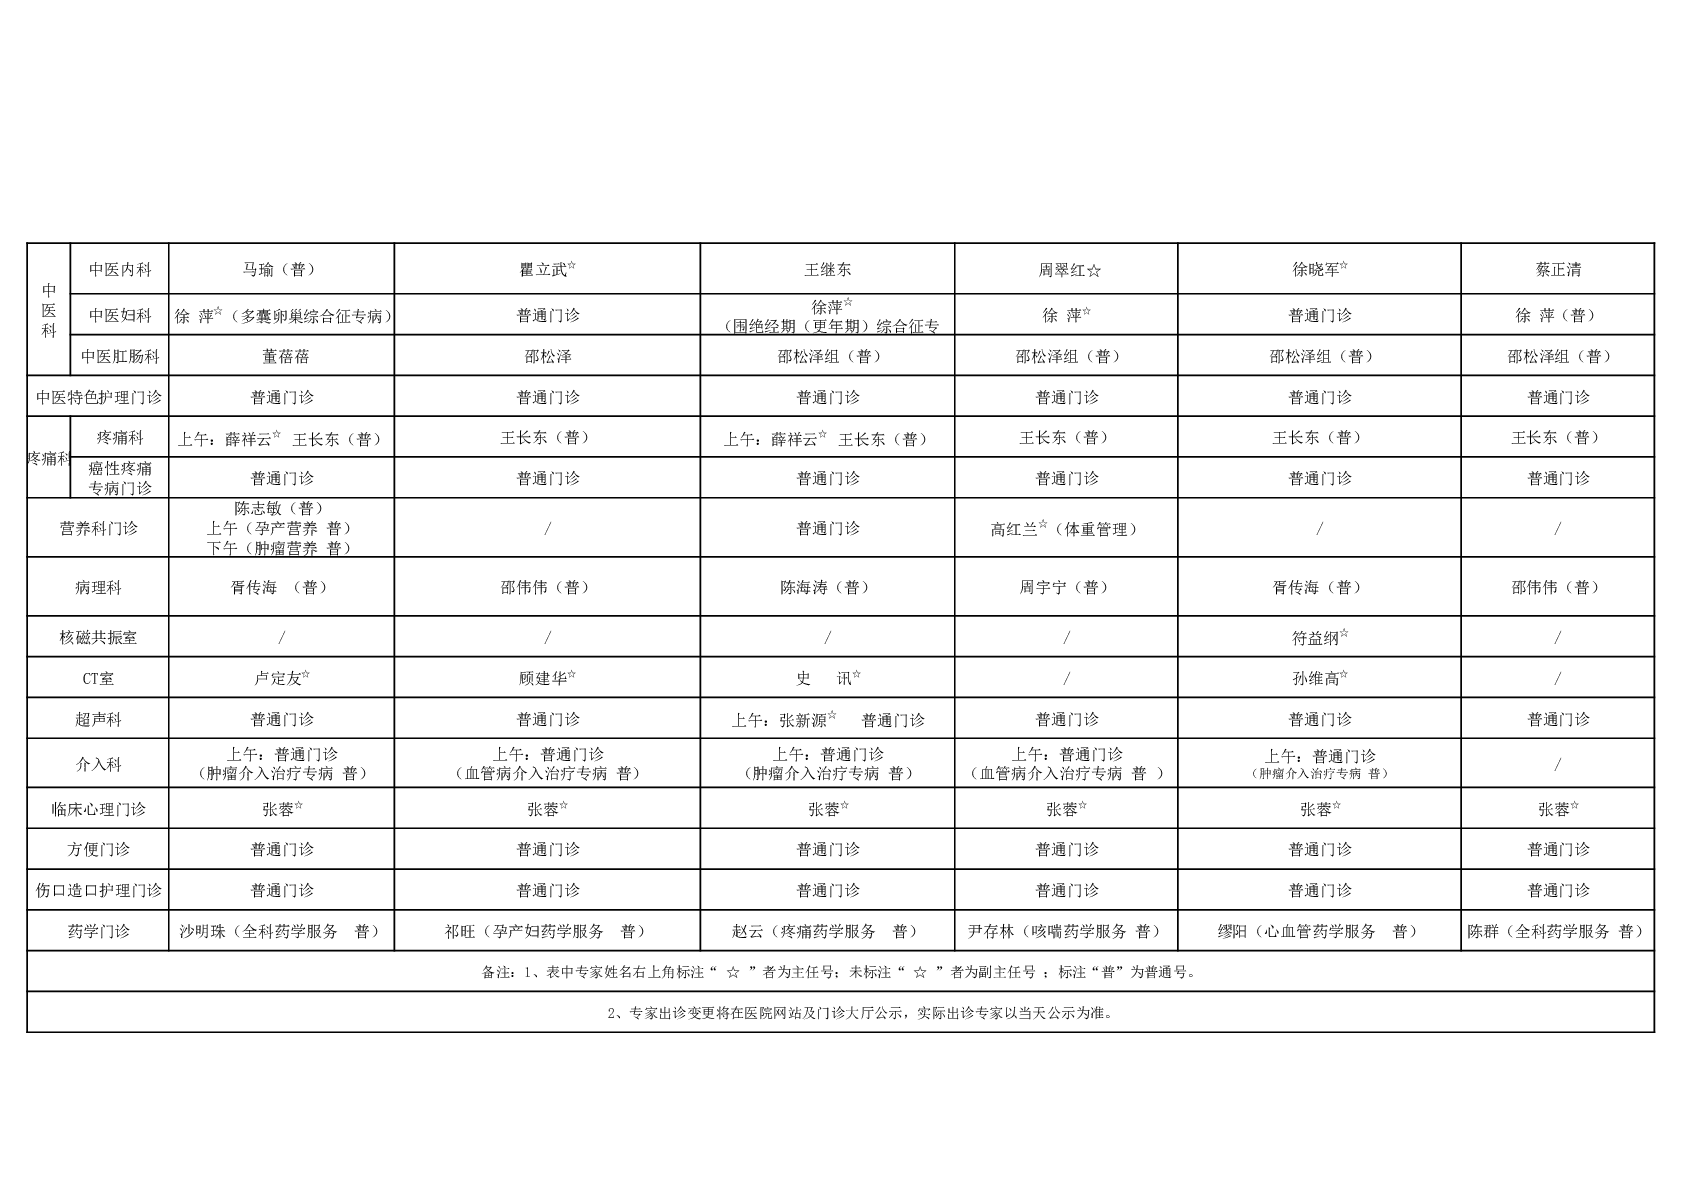 中医科 中医内科 马瑜（普） 瞿立武☆ 王继东 周翠红☆ 徐晓军☆ 蔡正清
中医妇科 徐 萍☆（多囊卵巢综合征专病） 普通门诊 徐萍☆ 徐 萍☆ 普通门诊 徐 萍（普）
（围绝经期（更年期）综合征专
中医肛肠科 董蓓蓓 邵松泽 邵松泽组（普） 邵松泽组（普） 邵松泽组（普） 邵松泽组（普）
中医特色护理门诊 普通门诊 普通门诊 普通门诊 普通门诊 普通门诊 普通门诊
疼痛科 疼痛科 上午：薛祥云☆ 王长东（普） 王长东（普） 上午：薛祥云☆ 王长东（普） 王长东（普） 王长东（普） 王长东（普）
癌性疼痛
专病门诊 普通门诊 普通门诊 普通门诊 普通门诊 普通门诊 普通门诊
营养科门诊 陈志敏（普）
上午（孕产营养 普）
下午（肿瘤营养 普） / 普通门诊 高红兰☆（体重管理） / /
病理科 胥传海 （普） 邵伟伟（普） 陈海涛（普） 周宇宁（普） 胥传海（普） 邵伟伟（普）
核磁共振室 / / / / 符益纲☆ /
CT室 卢定友☆ 顾建华☆ 史 讯☆ / 孙维高☆ /
超声科 普通门诊 普通门诊 上午：张新源☆ 普通门诊 普通门诊 普通门诊 普通门诊
介入科 上午：普通门诊 上午：普通门诊 上午：普通门诊 上午：普通门诊 上午：普通门诊 /
（肿瘤介入治疗专病 普） （血管病介入治疗专病 普） （肿瘤介入治疗专病 普） （血管病介入治疗专病 普 ） （肿瘤介入治疗专病 普）
临床心理门诊 张蓉☆ 张蓉☆ 张蓉☆ 张蓉☆ 张蓉☆ 张蓉☆
方便门诊 普通门诊 普通门诊 普通门诊 普通门诊 普通门诊 普通门诊
伤口造口护理门诊 普通门诊 普通门诊 普通门诊 普通门诊 普通门诊 普通门诊
药学门诊 沙明珠（全科药学服务 普） 祁旺（孕产妇药学服务 普） 赵云（疼痛药学服务 普） 尹存林（咳喘药学服务 普） 缪阳（心血管药学服务 普） 陈群（全科药学服务 普）
备注：1、表中专家姓名右上角标注“ ☆ ”者为主任号；未标注“ ☆ ”者为副主任号 ；标注“普”为普通号。
2、专家出诊变更将在医院网站及门诊大厅公示，实际出诊专家以当天公示为准。